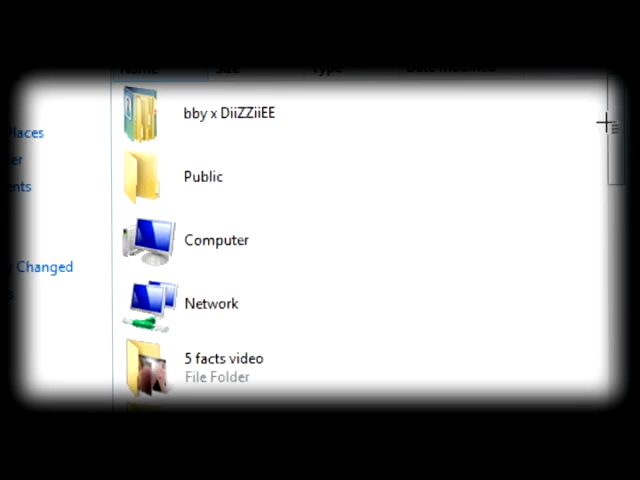 Name Size Type Date modified
bby x DiiZZiiEE
Places
Public
Computer
Changed
Network
5 facts video
File Folder